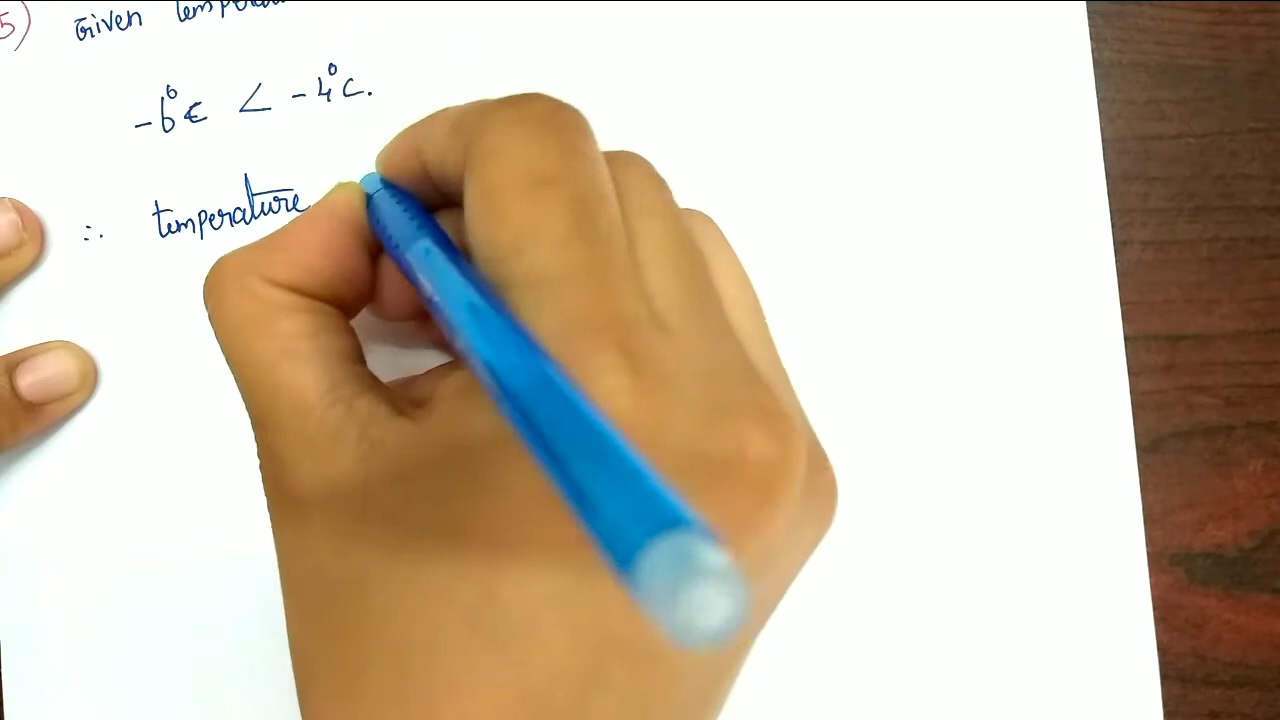 5) Given
-6°C < -4°C.
∴ temperature